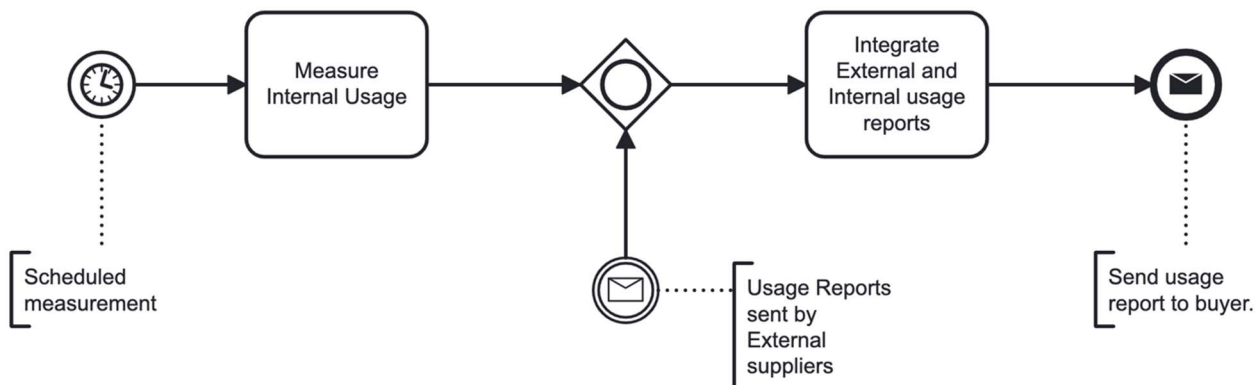 Measure
Internal Usage
Integrate
External and
Internal usage
reports
Scheduled
measurement
Usage Reports
sent by
External
suppliers
Send usage
report to buyer.